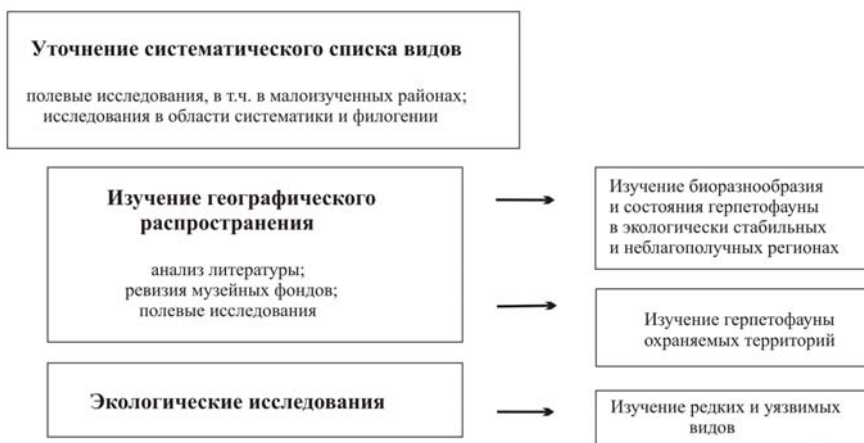 Уточнение систематического списка видов
полевые исследования, в т.ч. в малоизученных районах;
исследования в области систематики и филогении
Изучение географического
распространения
анализ литературы;
ревизия музейных фондов;
полевые исследования
Изучение биоразнообразия
и состояния герпетофауны
в экологически стабильных
и неблагополучных регионах
Изучение герпетофауны
охраняемых территорий
Экологические исследования
Изучение редких и уязвимых
видов